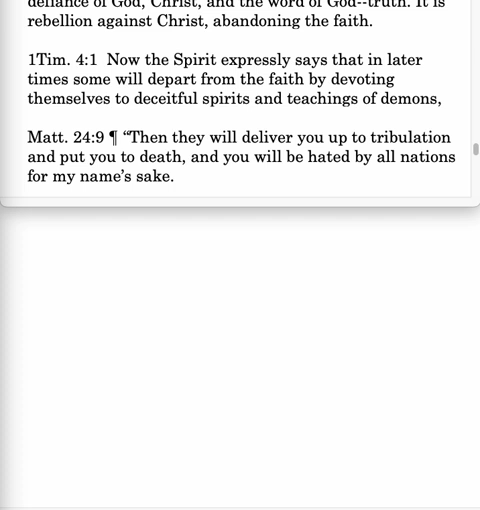 defiance of God, Christ, and the word of God--truth. It is
rebellion against Christ, abandoning the faith.
1Tim. 4:1  Now the Spirit expressly says that in later
times some will depart from the faith by devoting
themselves to deceitful spirits and teachings of demons,
Matt. 24:9 ¶ “Then they will deliver you up to tribulation
and put you to death, and you will be hated by all nations
for my name’s sake.